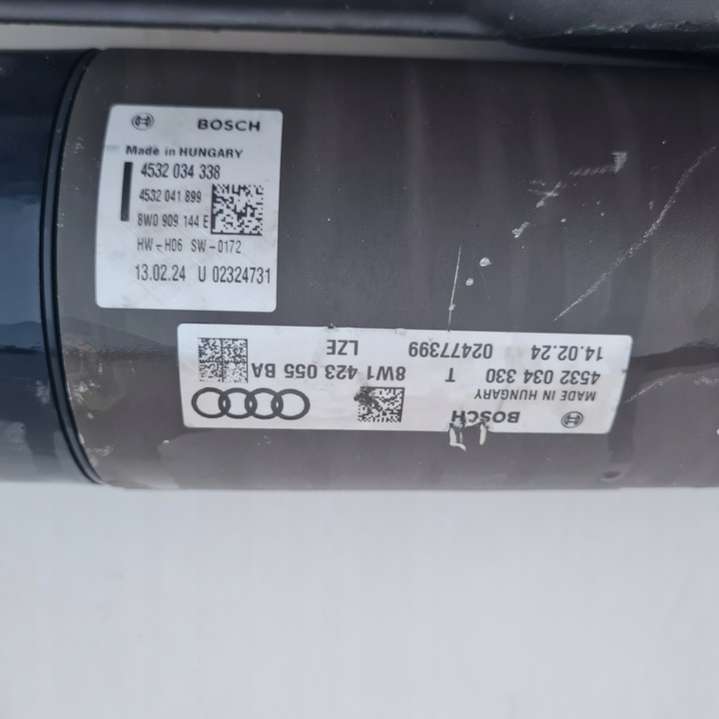 BOSCH
Made in HUNGARY
4532 034 338
4532 041 899
8W0 909 144 E
HW-H06 SW-0172
13.02.24 U 02324731
BOSCH
MADE IN HUNGARY
4532 034 330 T
14.02.24 02477399
8W1 423 055 BA
LZE